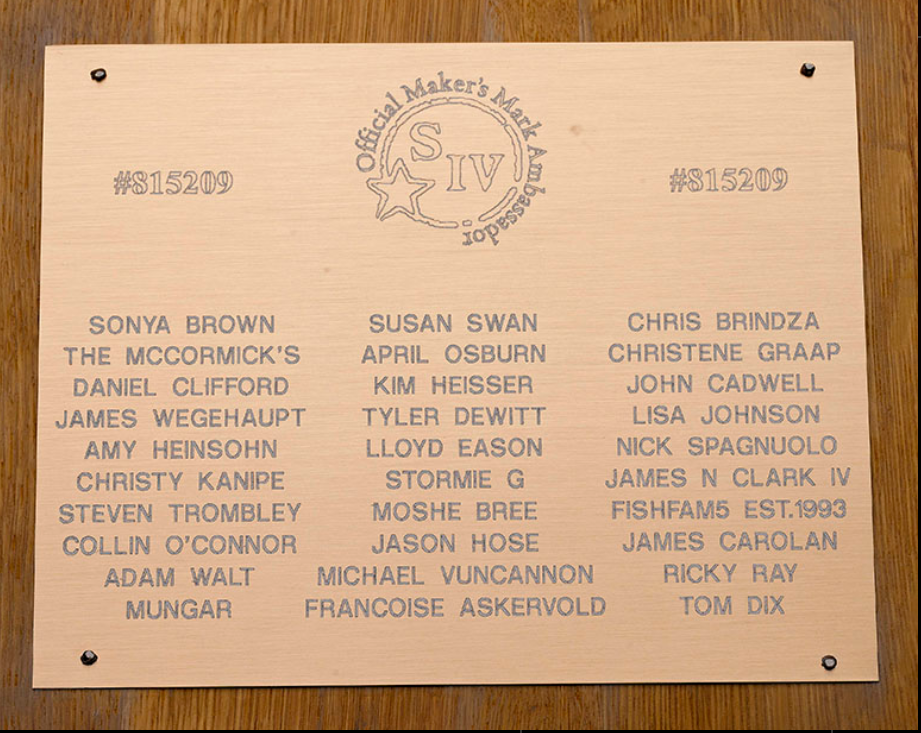 Official Maker's Mark Ambassador
S IV
#815209
#815209
SONYA BROWN
THE MCCORMICK'S
DANIEL CLIFFORD
JAMES WEGEHAUPT
AMY HEINSOHN
CHRISTY KANIPE
STEVEN TROMBLEY
COLLIN O'CONNOR
ADAM WALT
MUNGAR
SUSAN SWAN
APRIL OSBURN
KIM HEISSER
TYLER DEWITT
LLOYD EASON
STORMIE G
MOSHE BREE
JASON HOSE
MICHAEL VUNCANNON
FRANCOISE ASKERVOLD
CHRIS BRINDZA
CHRISTENE GRAAP
JOHN CADWELL
LISA JOHNSON
NICK SPAGNUOLO
JAMES N CLARK IV
FISHFAM5 EST.1993
JAMES CAROLAN
RICKY RAY
TOM DIX